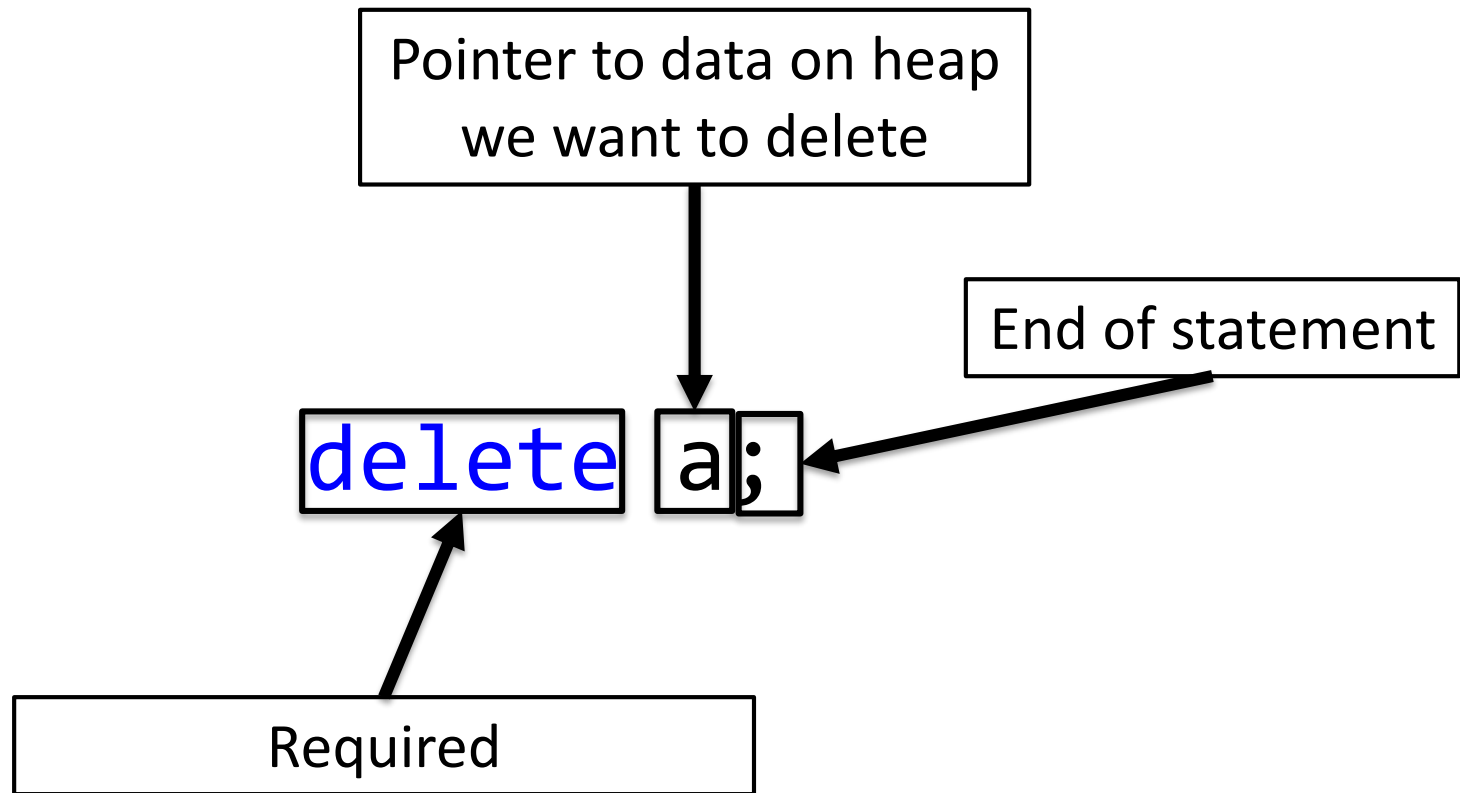 Pointer to data on heap
we want to delete
End of statement
delete a;
Required